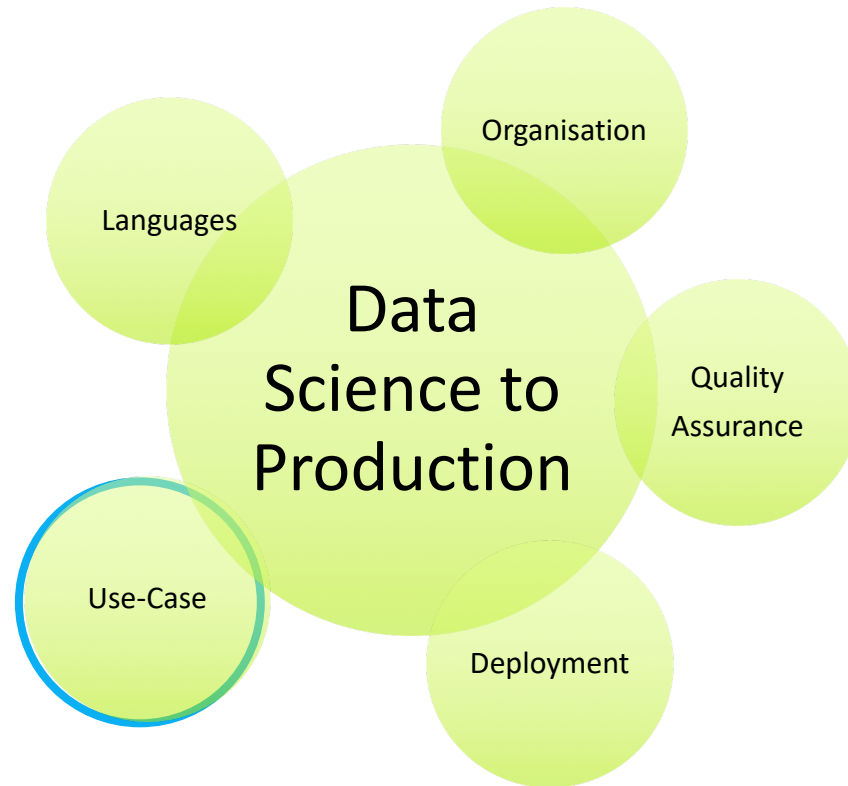 Organisation
Languages
Data
Science to
Production
Quality
Assurance
Use-Case
Deployment